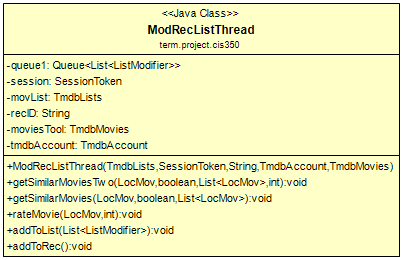 <<Java Class>>
ModRecListThread
term.project.cis350
-queue1: Queue<List<ListModifier>>
-session: SessionToken
-movList: TmdbLists
-recID: String
-moviesTool: TmdbMovies
-tmdbAccount: TmdbAccount
+ModRecListThread(TmdbLists,SessionToken,String,TmdbAccount,TmdbMovies)
+getSimilarMoviesTwo(LocMov,boolean,List<LocMov>,int):void
+getSimilarMovies(LocMov,boolean,List<LocMov>):void
+rateMovie(LocMov,int):void
+addToList(List<ListModifier>):void
+addToRec():void